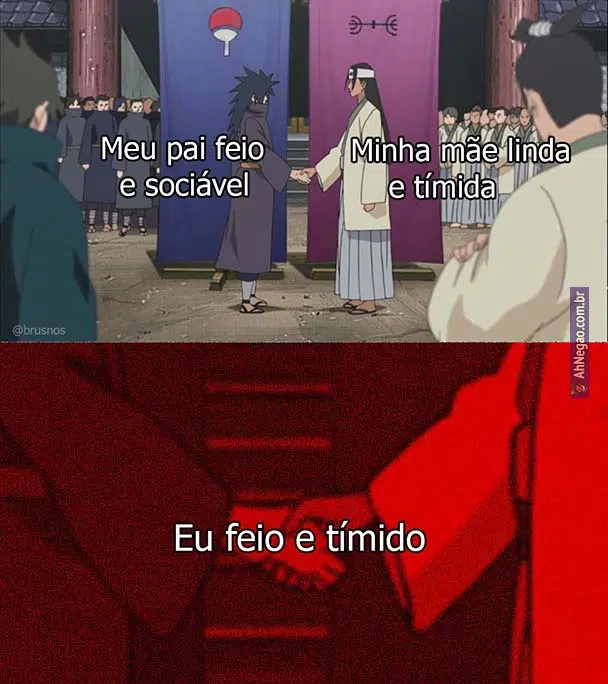 Meu pai feio
e sociável
Minha mãe linda
e tímida
@brusnos
AhNegao.com.br
Eu feio e tímido